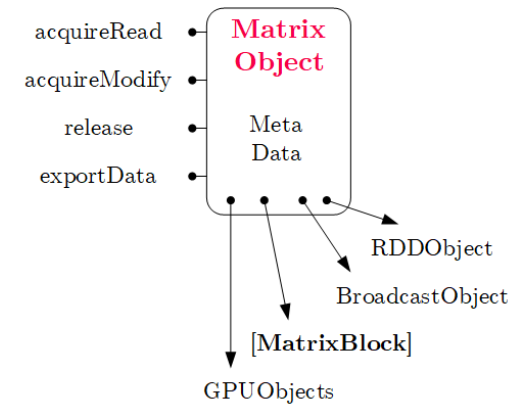 acquireRead
acquireModify
release
exportData
Matrix
Object
Meta
Data
RDDObject
BroadcastObject
[MatrixBlock]
GPUObjects